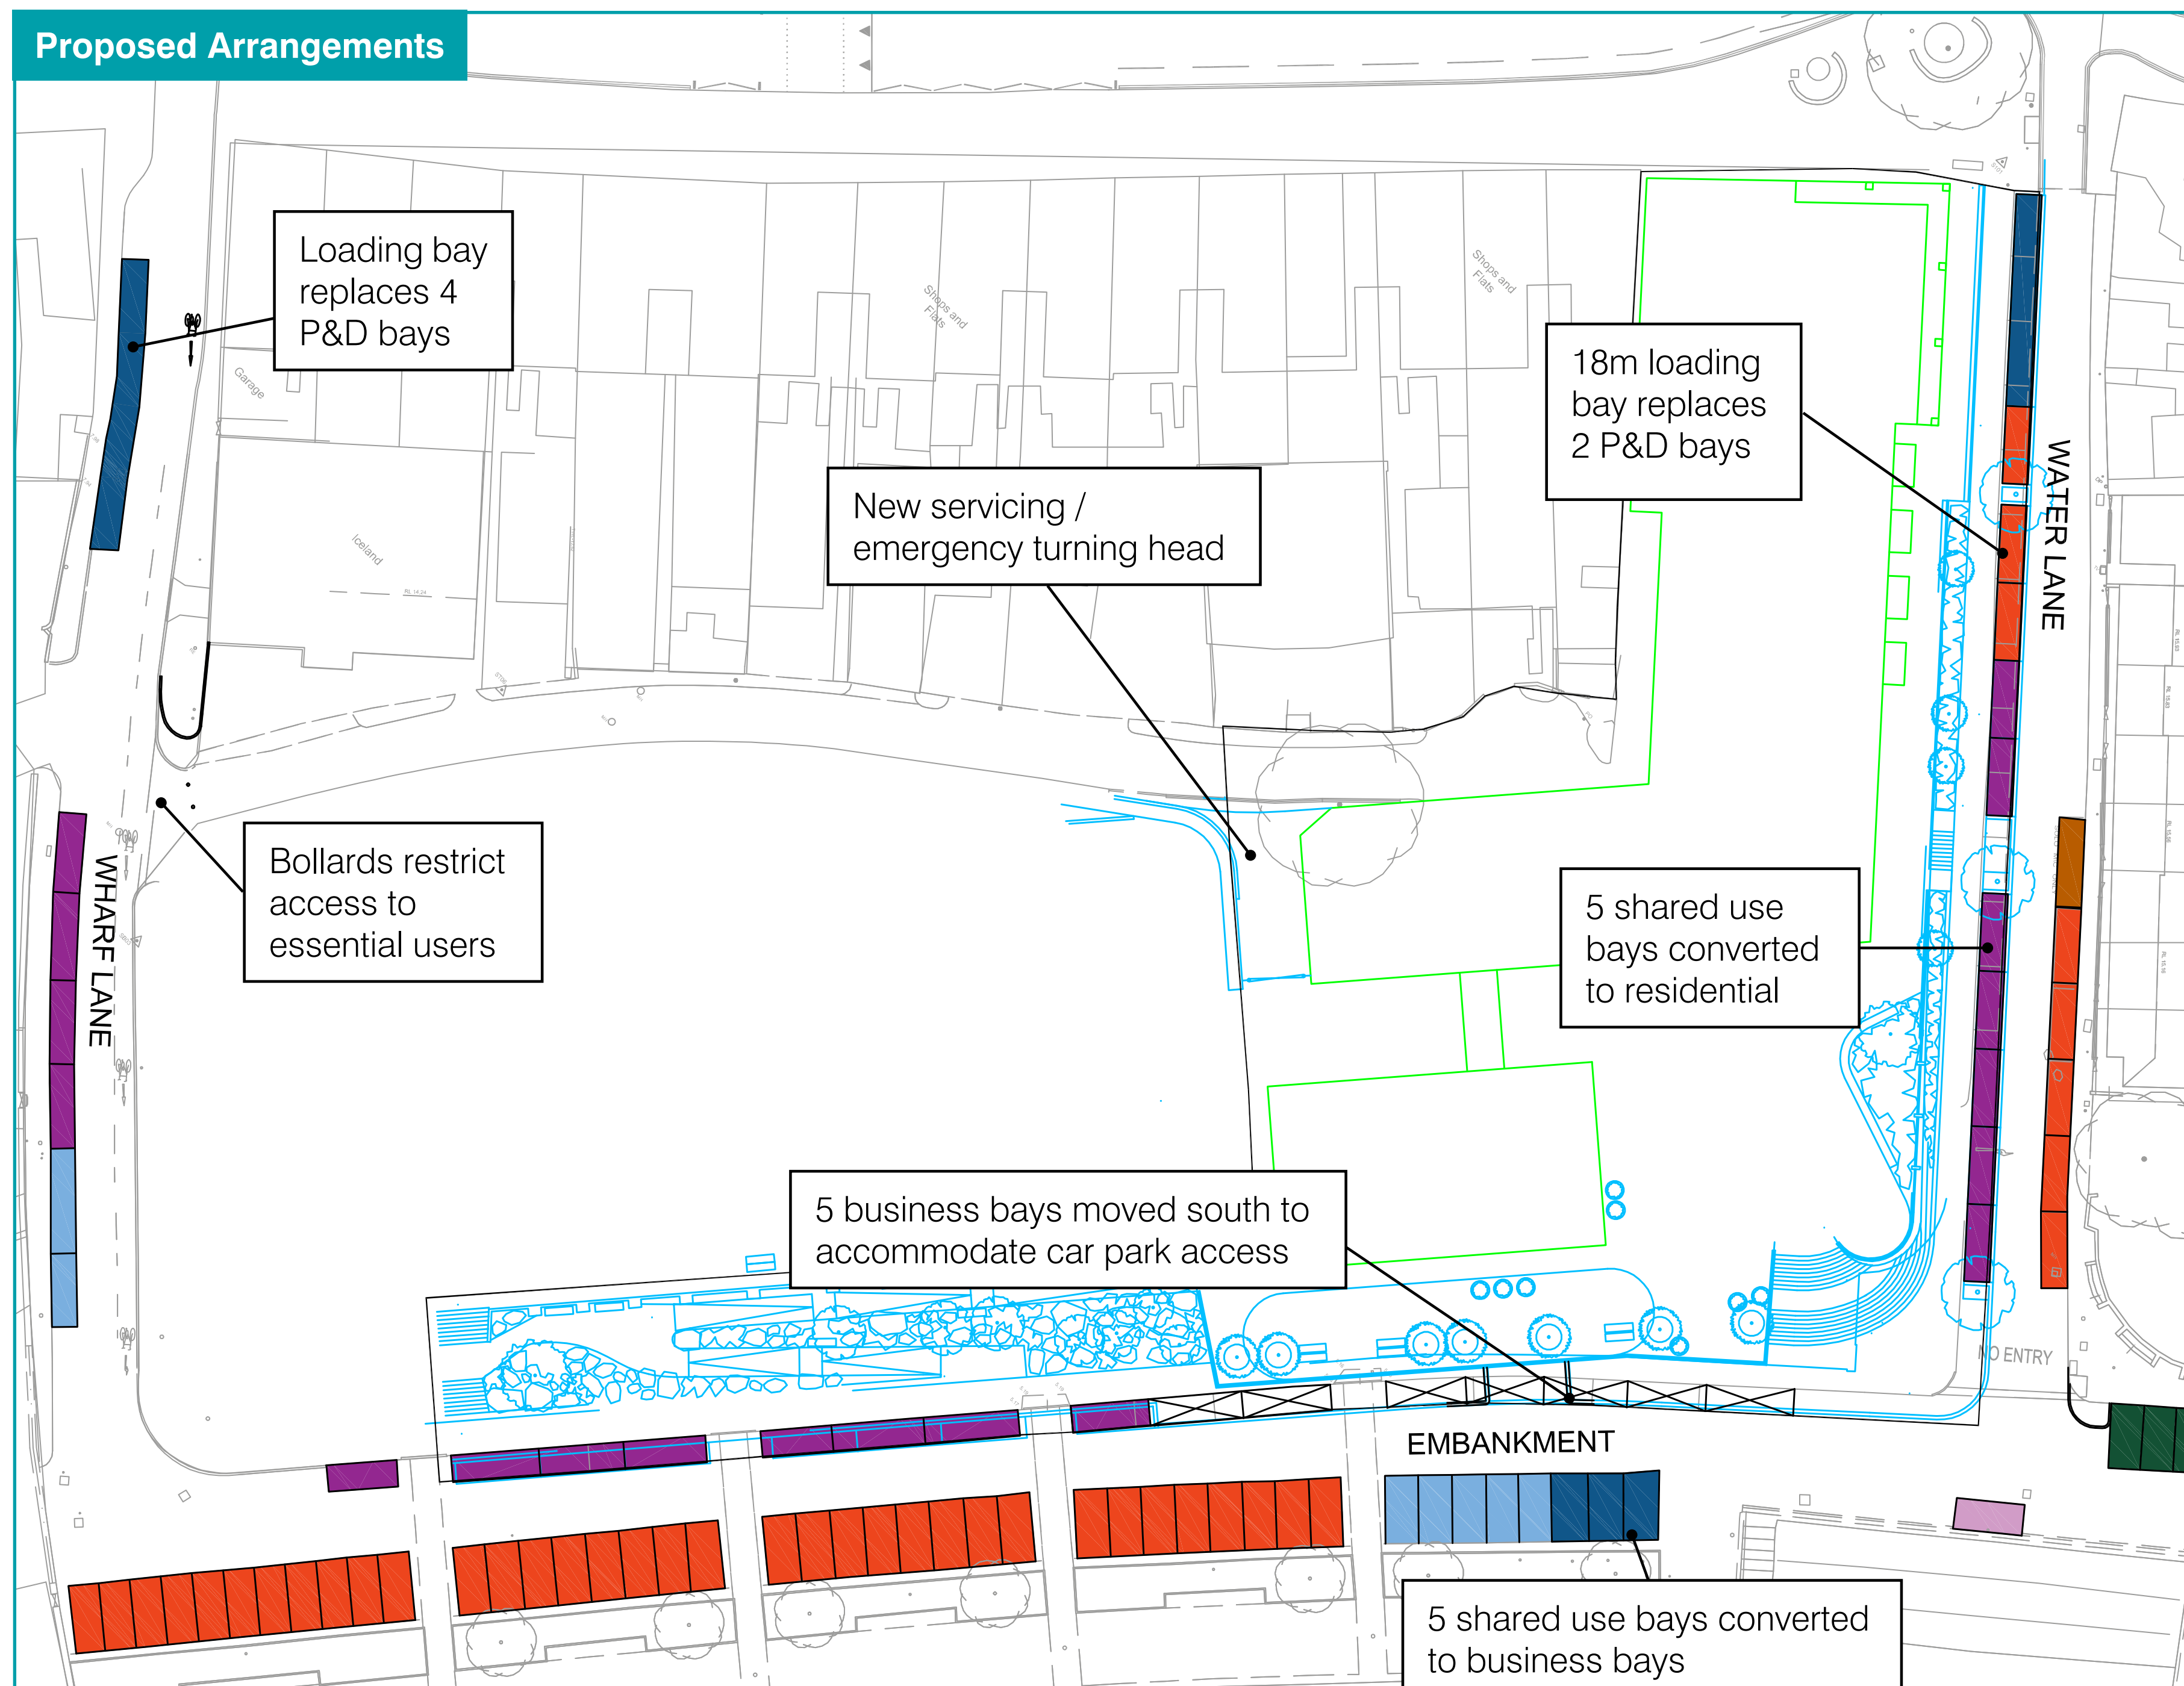 Proposed Arrangements
Loading bay
replaces 4
P&D bays
Garage
Iceland
Shops and
Flats
Shops and
Flats
18m loading
bay replaces
2 P&D bays
New servicing /
emergency turning head
WATER LANE
Bollards restrict
access to
essential users
WHARF LANE
5 shared use
bays converted
to residential
5 business bays moved south to
accommodate car park access
NO ENTRY
EMBANKMENT
5 shared use bays converted
to business bays